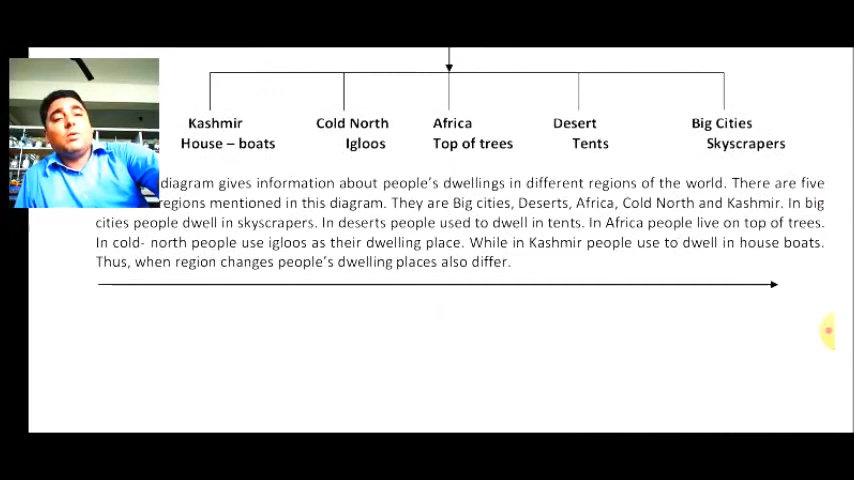 Kashmir Cold North Africa Desert Big Cities
House – boats Igloos Top of trees Tents Skyscrapers
diagram gives information about people's dwellings in different regions of the world. There are five
regions mentioned in this diagram. They are Big cities, Deserts, Africa, Cold North and Kashmir. In big
cities people dwell in skyscrapers. In deserts people used to dwell in tents. In Africa people live on top of trees.
In cold- north people use igloos as their dwelling place. While in Kashmir people use to dwell in house boats.
Thus, when region changes people's dwelling places also differ.